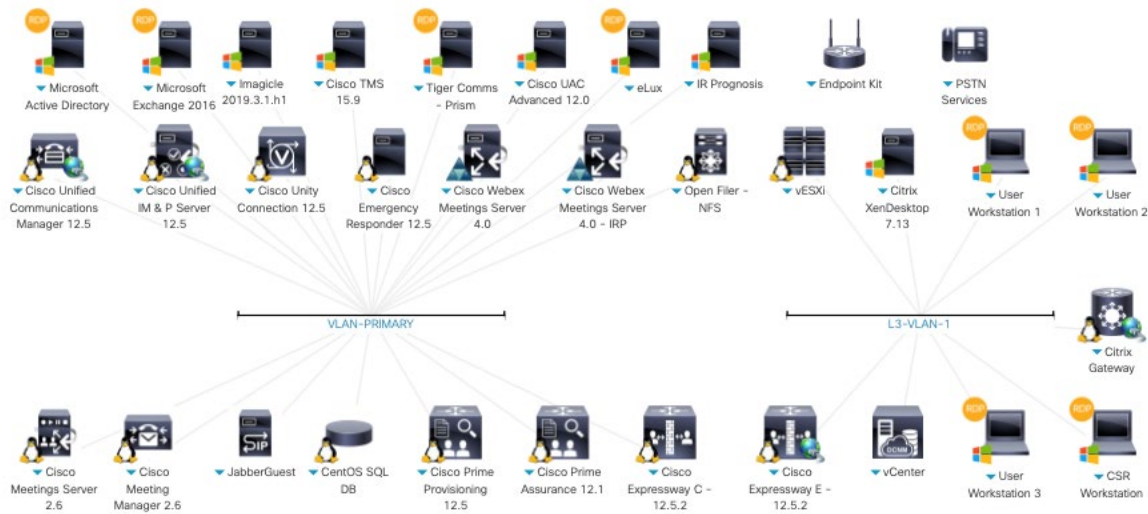 RDP
RDP
RDP
RDP
Microsoft
Active Directory
Microsoft
Exchange 2016
Imagicle
2019.3.1.h1
Cisco TMS
15.9
Tiger Comms
- Prism
Cisco UAC
Advanced 12.0
eLux
IR Prognosis
Endpoint Kit
PSTN
Services
RDP
RDP
V
Cisco Unified
Communications
Manager 12.5
Cisco Unified
IM & P Server
12.5
Cisco Unity
Connection 12.5
Cisco
Emergency
Responder 12.5
Cisco Webex
Meetings Server
4.0
Cisco Webex
Meetings Server
4.0 - IRP
Open Filer -
NFS
vESXi
Citrix
XenDesktop
7.13
User
Workstation 1
User
Workstation 2
VLAN-PRIMARY
L3-VLAN-1
Citrix
Gateway
RDP
RDP
SIP
DCNM
Cisco
Meetings Server
2.6
Cisco
Meeting
Manager 2.6
JabberGuest
CentOS SQL
DB
Cisco Prime
Provisioning
12.5
Cisco Prime
Assurance 12.1
Cisco
Expressway C -
12.5.2
Cisco
Expressway E -
12.5.2
vCenter
User
Workstation 3
CSR
Workstation